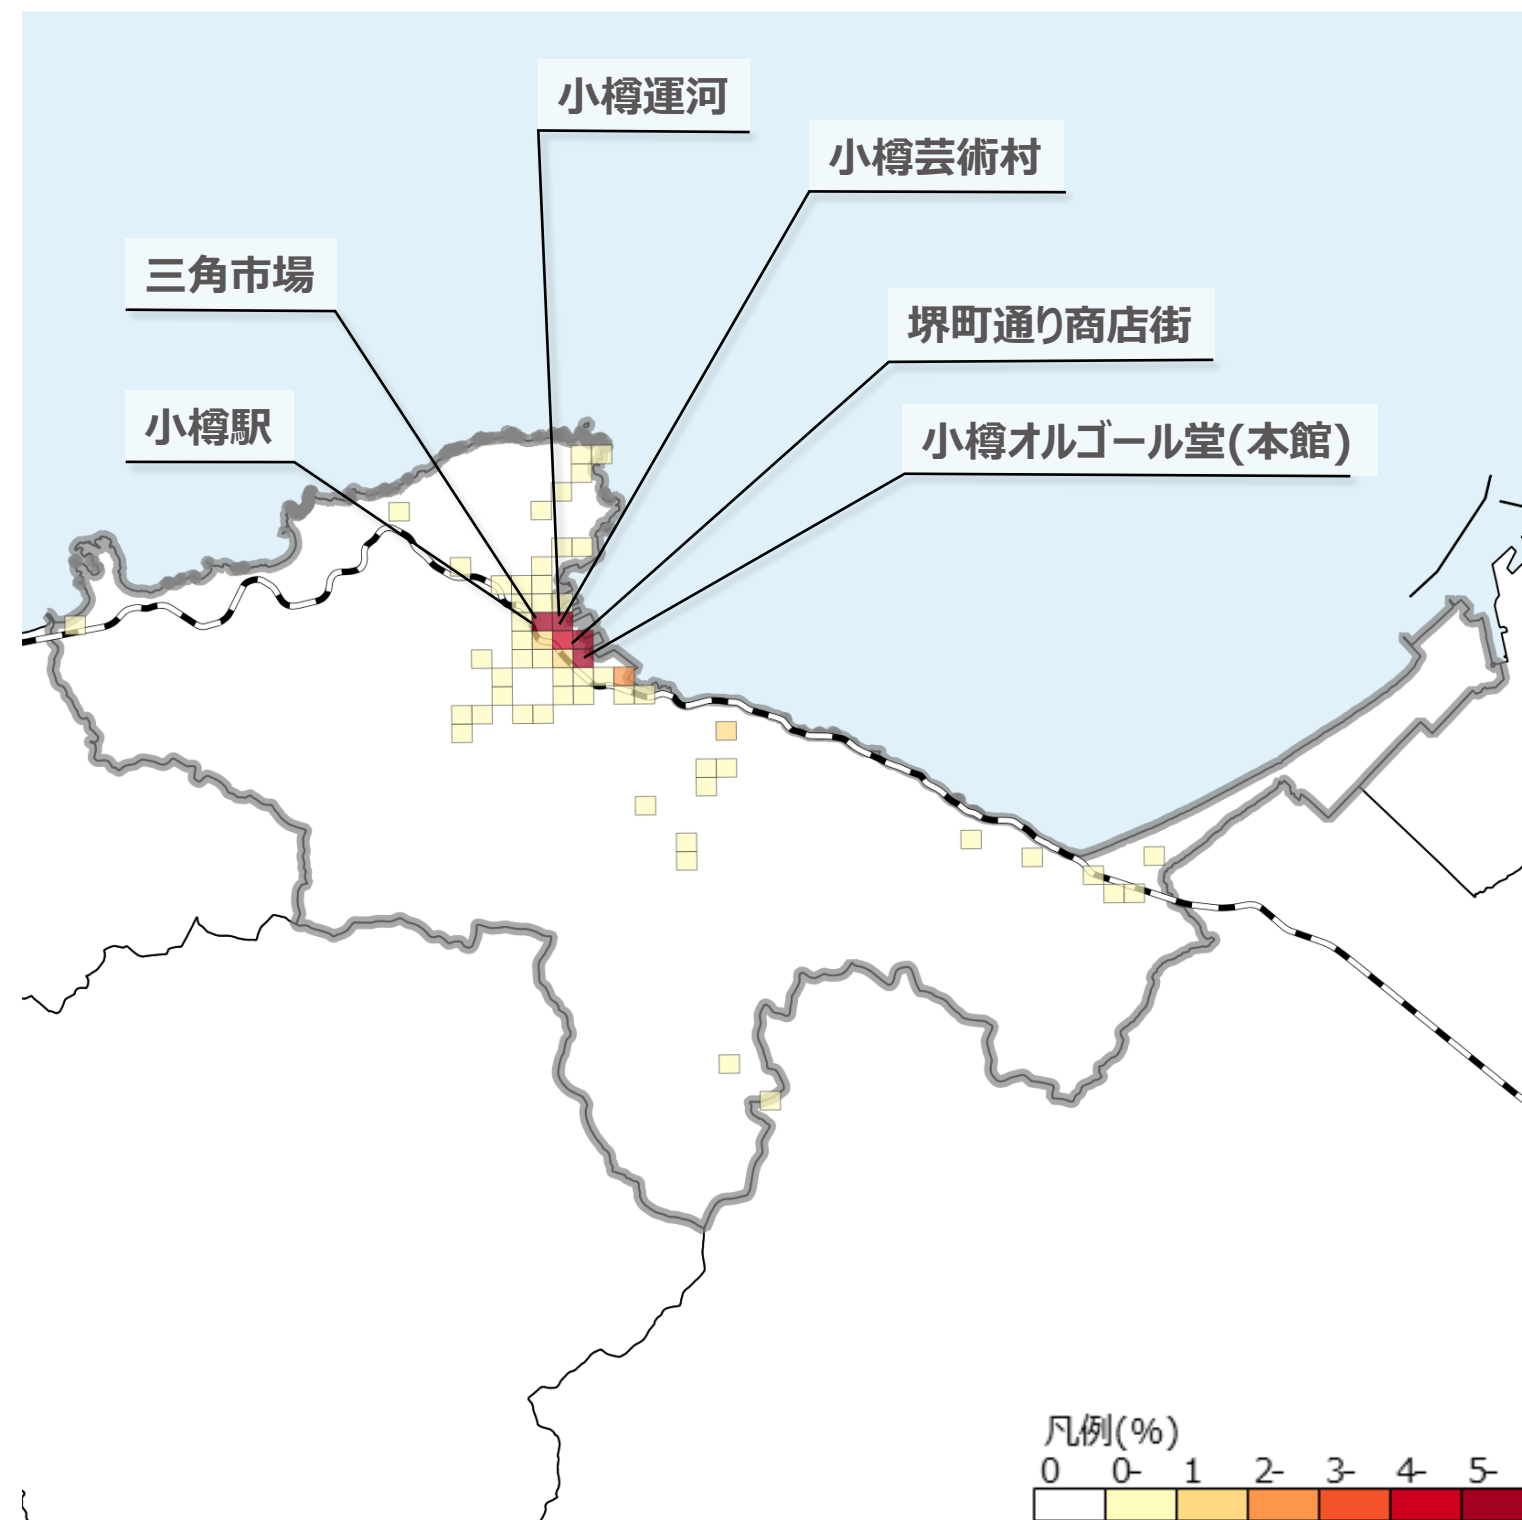 小樽運河
小樽芸術村
三角市場
堺町通り商店街
小樽駅
小樽オルゴール堂(本館)
凡例(%)
0 0- 1 2- 3- 4- 5-